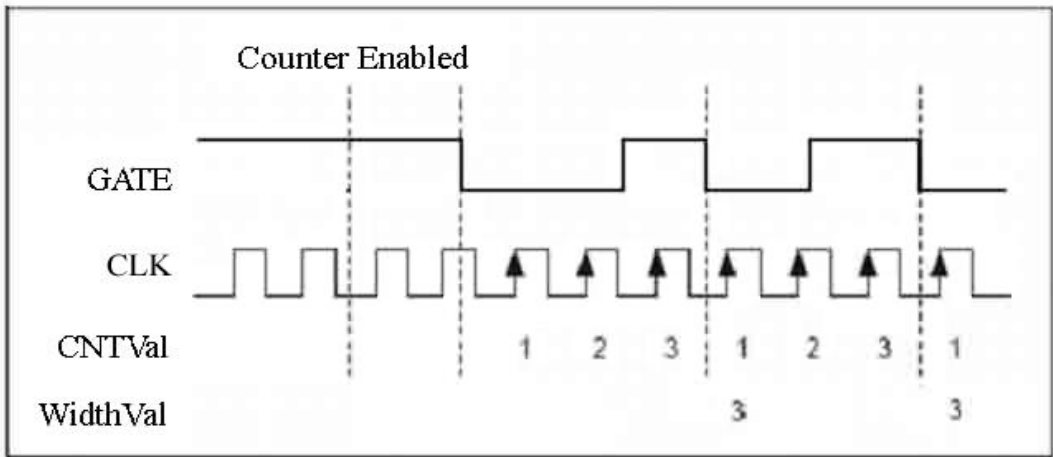 Counter Enabled
GATE
CLK
CNTVal 1 2 3 1 2 3 1
WidthVal 3 3